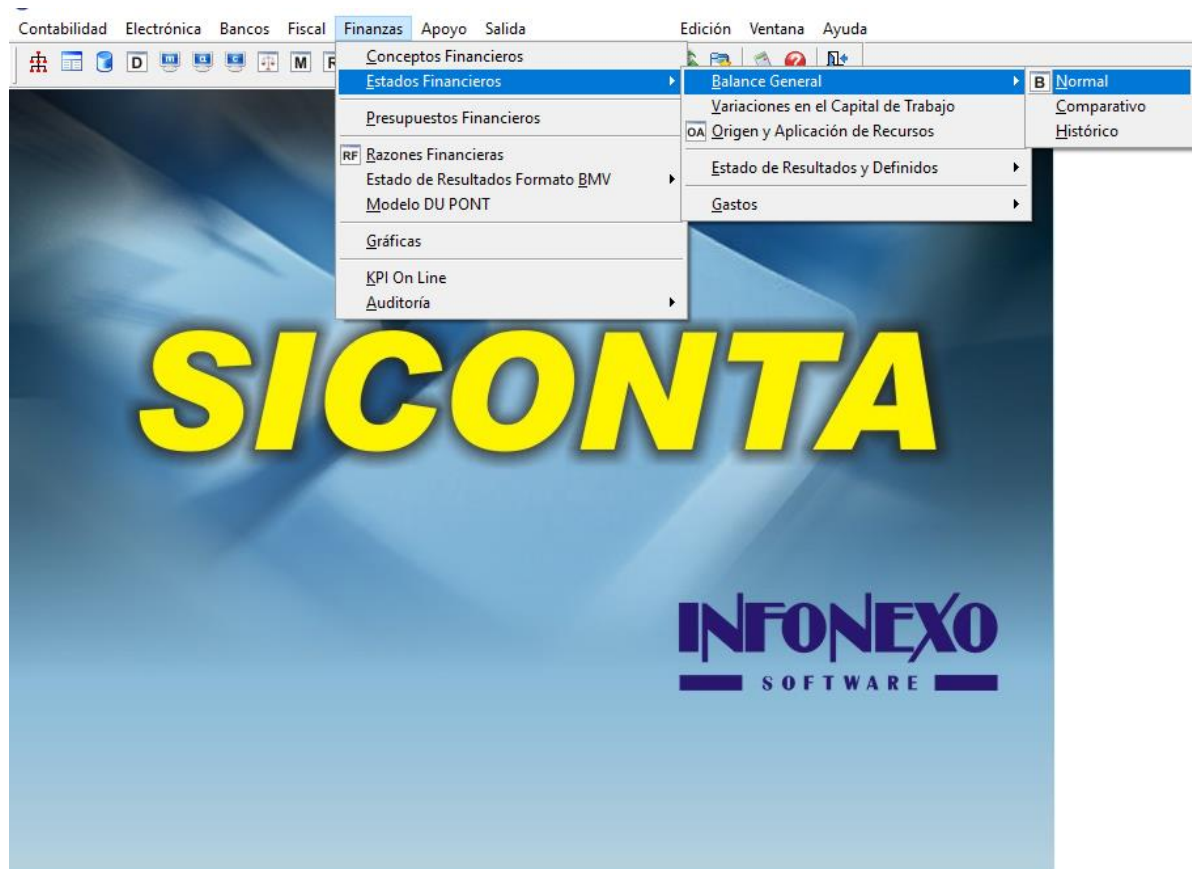 Contabilidad Electrónica Bancos Fiscal Finanzas Apoyo Salida Edición Ventana Ayuda
D m a c M
Conceptos Financieros
Estados Financieros
Presupuestos Financieros
RF Razones Financieras
Estado de Resultados Formato BMV
Modelo DU PONT
Gráficas
KPI On Line
Auditoría
Balance General
Variaciones en el Capital de Trabajo
OA Origen y Aplicación de Recursos
Estado de Resultados y Definidos
Gastos
B Normal
Comparativo
Histórico
SICONTA
INFONEXO
SOFTWARE